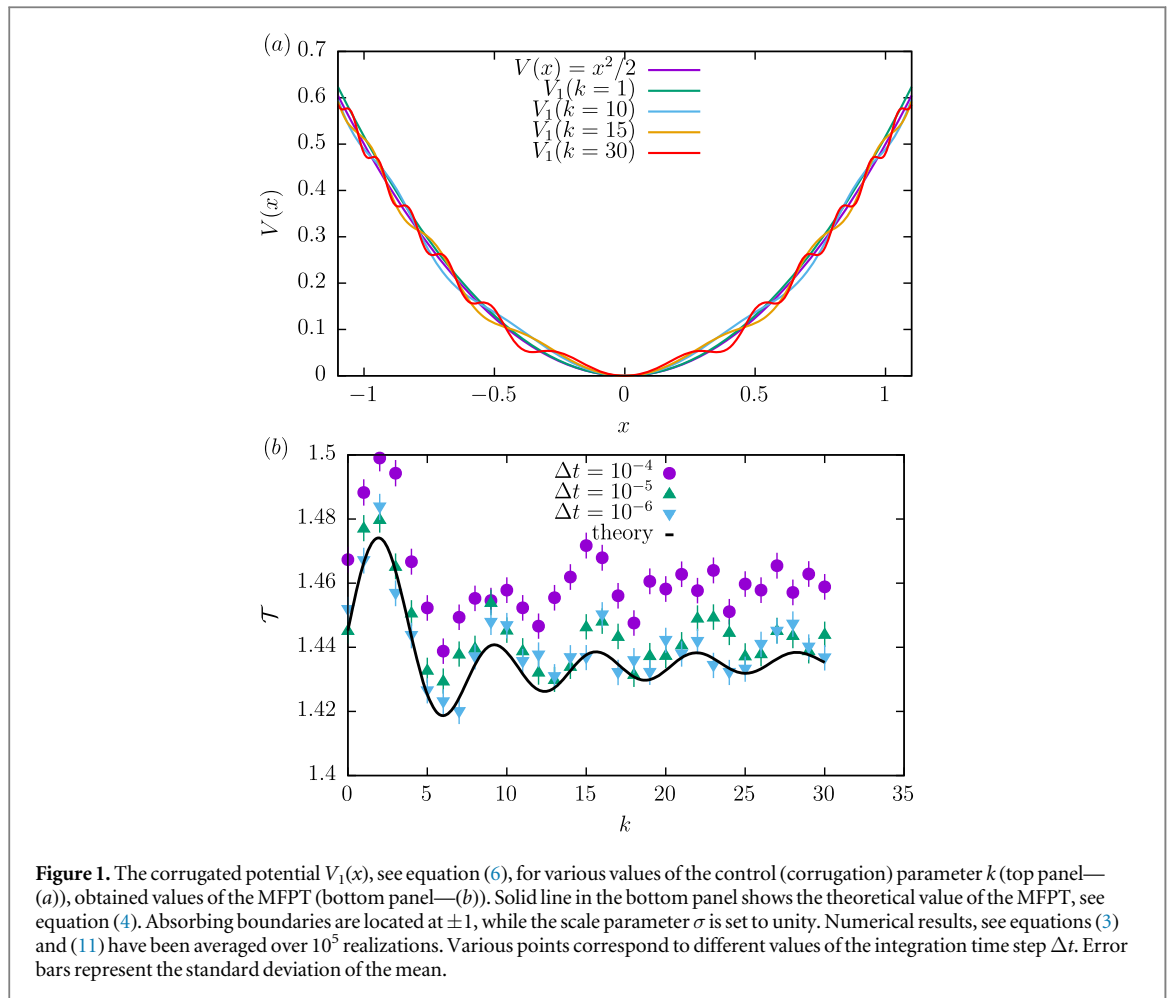 (a)
0.7
0.6
0.5
0.4
0.3
0.2
0.1
0
V(x)
V(x) = x²/2
V₁(k = 1)
V₁(k = 10)
V₁(k = 15)
V₁(k = 30)
−1 −0.5 0 0.5 1
x
(b)
1.5
1.48
1.46
1.44
1.42
1.4
𝒯
Δt = 10⁻⁴
Δt = 10⁻⁵
Δt = 10⁻⁶
theory
0 5 10 15 20 25 30 35
k
Figure 1. The corrugated potential V₁(x), see equation (6), for various values of the control (corrugation) parameter k (top panel—
(a)), obtained values of the MFPT (bottom panel—(b)). Solid line in the bottom panel shows the theoretical value of the MFPT, see
equation (4). Absorbing boundaries are located at ±1, while the scale parameter σ is set to unity. Numerical results, see equations (3)
and (11) have been averaged over 10⁵ realizations. Various points correspond to different values of the integration time step Δt. Error
bars represent the standard deviation of the mean.